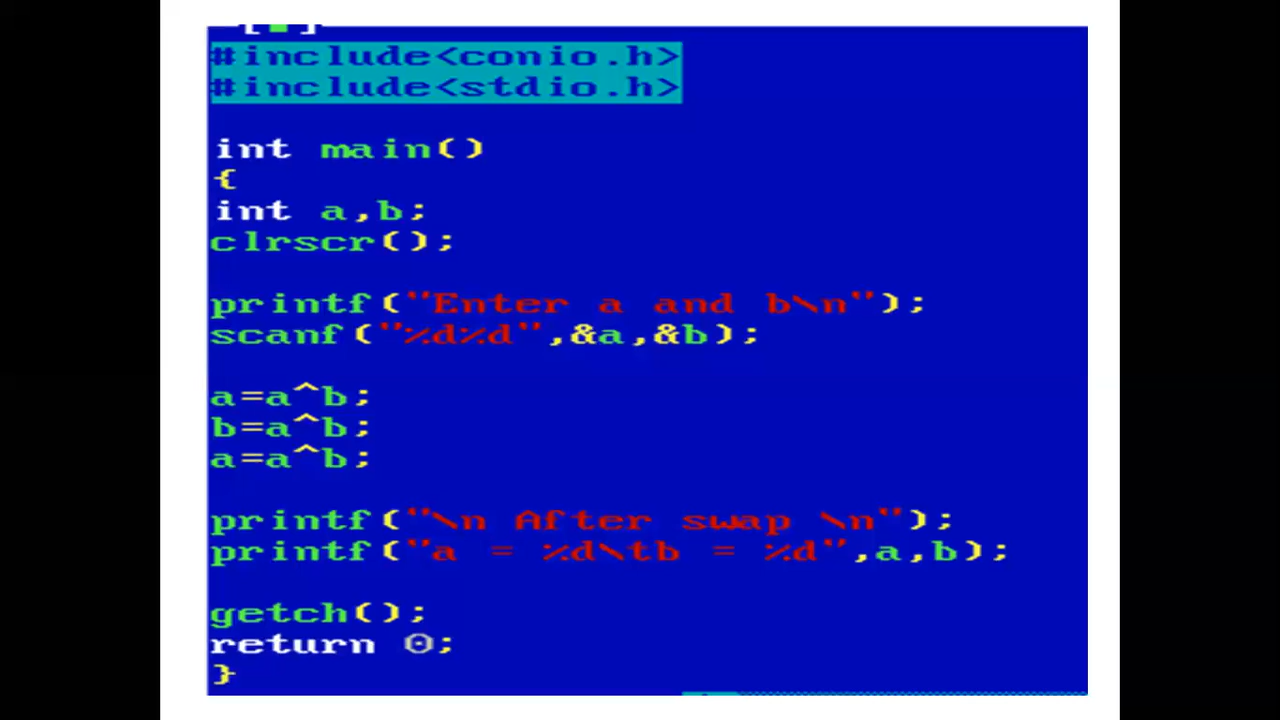 #include<conio.h>
#include<stdio.h>
int main()
{
int a,b;
clrscr();
printf("Enter a and b\n");
scanf("%d%d",&a,&b);
a=a^b;
b=a^b;
a=a^b;
printf("\n After swap \n");
printf("a = %d\tb = %d",a,b);
getch();
return 0;
}